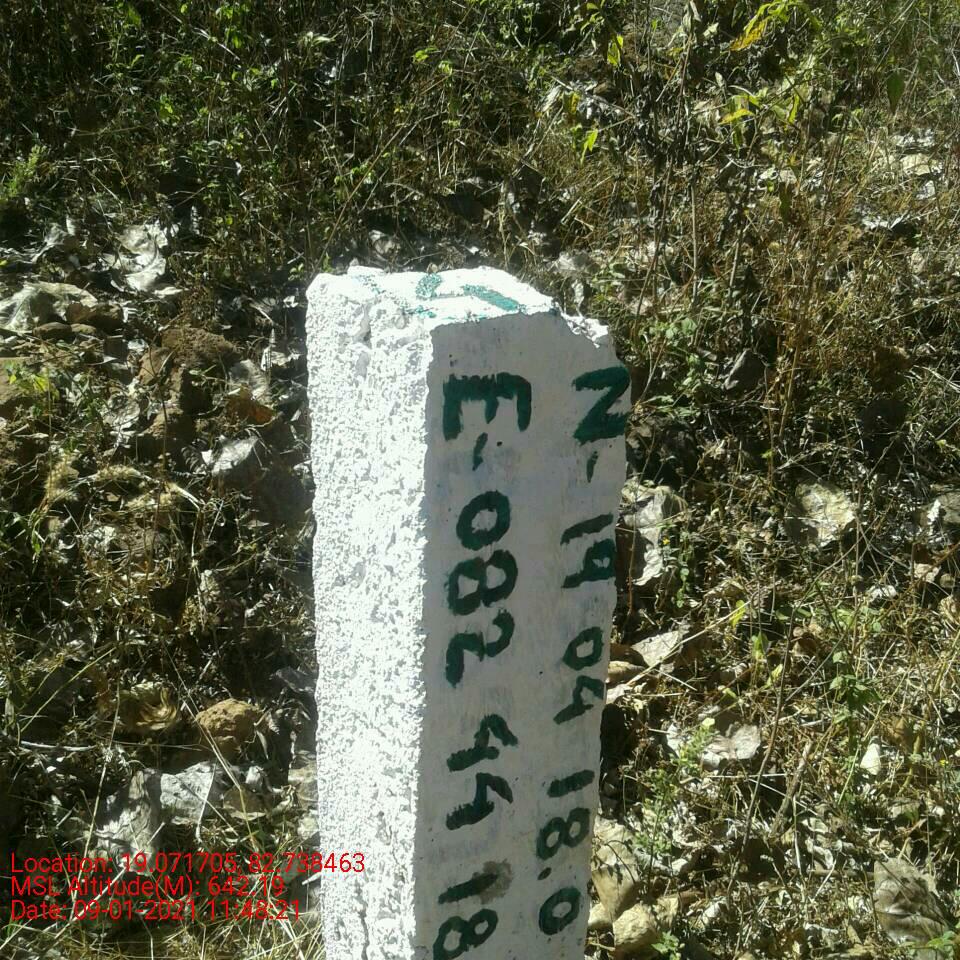 N-19 04 18.0
E-082 44 18
Location: 19.071705, 82.738463
MSL Altitude(M): 642.19
Date: 09-01-2021 11:48:21